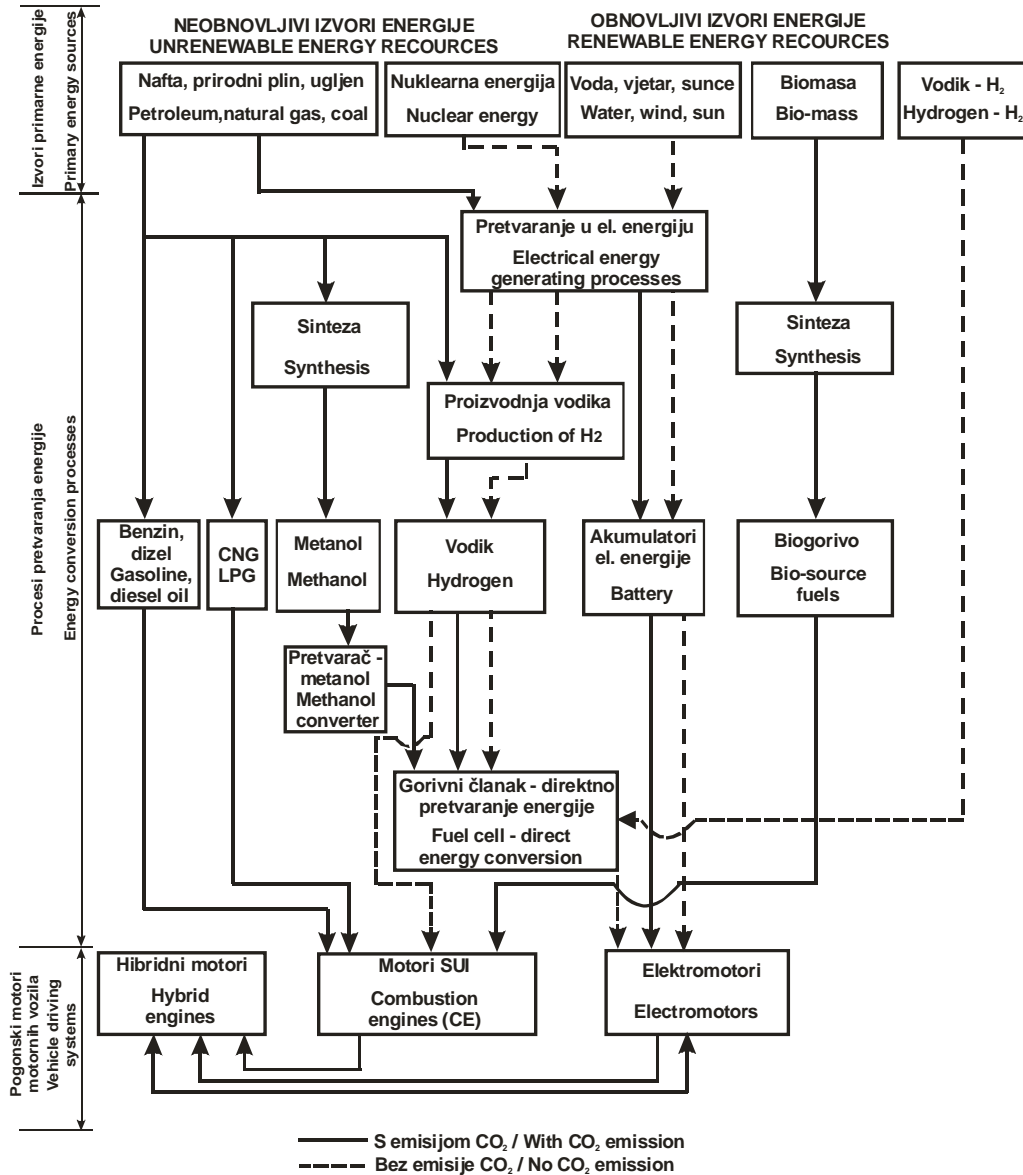 NEOBNOVLJIVI IZVORI ENERGIJE
UNRENEWABLE ENERGY RECOURCES
OBNOVLJIVI IZVORI ENERGIJE
RENEWABLE ENERGY RECOURCES
Izvori primarne energije
Primary energy sources
Nafta, prirodni plin, ugljen
Petroleum,natural gas, coal
Nuklearna energija
Nuclear energy
Voda, vjetar, sunce
Water, wind, sun
Biomasa
Bio-mass
Vodik - H₂
Hydrogen - H₂
Procesi pretvaranja energije
Energy conversion processes
Pretvaranje u el. energiju
Electrical energy
generating processes
Sinteza
Synthesis
Sinteza
Synthesis
Proizvodnja vodika
Production of H2
Benzin,
dizel
Gasoline,
diesel oil
CNG
LPG
Metanol
Methanol
Vodik
Hydrogen
Akumulatori
el. energije
Battery
Biogorivo
Bio-source
fuels
Pretvarač -
metanol
Methanol
converter
Gorivni članak - direktno
pretvaranje energije
Fuel cell - direct
energy conversion
Pogonski motori
motornih vozila
Vehicle driving
systems
Hibridni motori
Hybrid
engines
Motori SUI
Combustion
engines (CE)
Elektromotori
Electromotors
S emisijom CO₂ / With CO₂ emission
Bez emisije CO₂ / No CO₂ emission